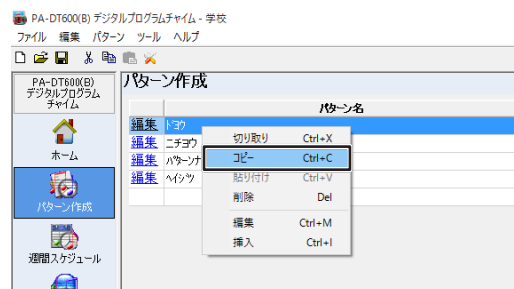 PA-DT600(B) デジタルプログラムチャイム - 学校
ファイル 編集 パターン ツール ヘルプ
PA-DT600(B)
デジタルプログラム
チャイム
ホーム
パターン作成
週間スケジュール
パターン作成
パターン名
編集 ドヨウ
編集 ニチヨウ
編集 パターンナ
編集 ヘイジツ
切り取り Ctrl+X
コピー Ctrl+C
貼り付け Ctrl+V
削除 Del
編集 Ctrl+M
挿入 Ctrl+I